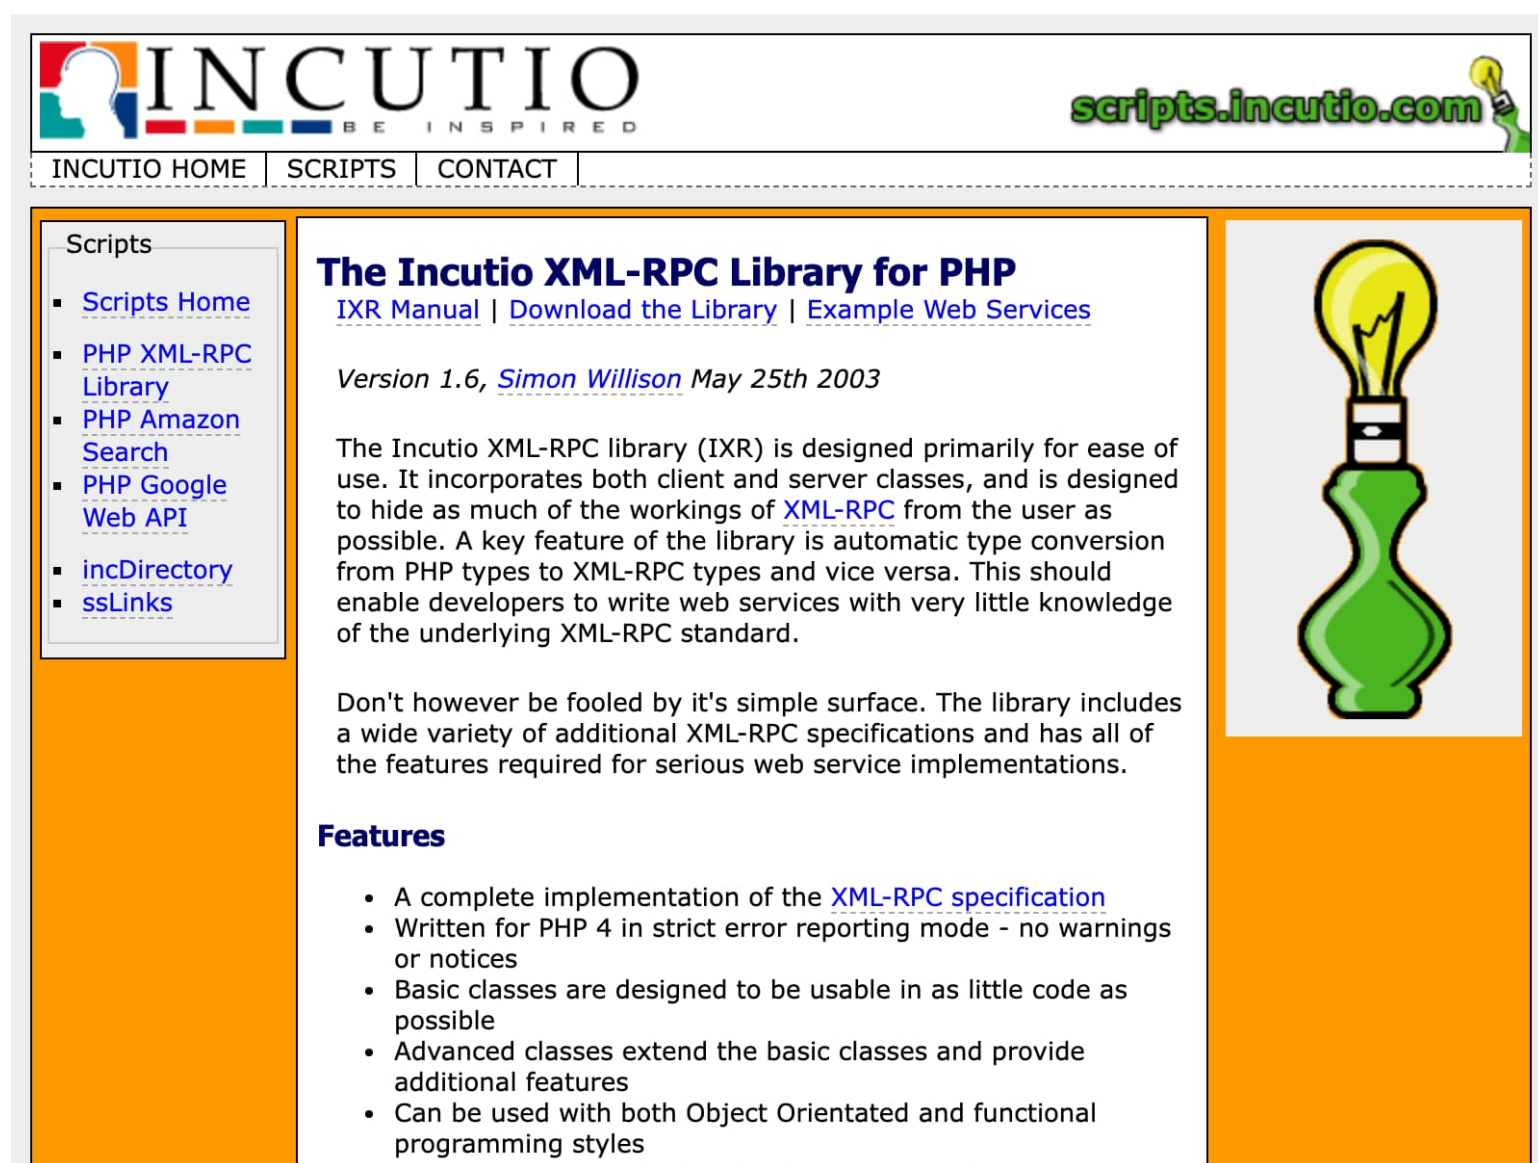 INCUTIO
BE INSPIRED
scripts.incutio.com
INCUTIO HOME
SCRIPTS
CONTACT
Scripts
Scripts Home
PHP XML-RPC
Library
PHP Amazon
Search
PHP Google
Web API
incDirectory
ssLinks
The Incutio XML-RPC Library for PHP
IXR Manual | Download the Library | Example Web Services
Version 1.6, Simon Willison May 25th 2003
The Incutio XML-RPC library (IXR) is designed primarily for ease of
use. It incorporates both client and server classes, and is designed
to hide as much of the workings of XML-RPC from the user as
possible. A key feature of the library is automatic type conversion
from PHP types to XML-RPC types and vice versa. This should
enable developers to write web services with very little knowledge
of the underlying XML-RPC standard.
Don't however be fooled by it's simple surface. The library includes
a wide variety of additional XML-RPC specifications and has all of
the features required for serious web service implementations.
Features
• A complete implementation of the XML-RPC specification
• Written for PHP 4 in strict error reporting mode - no warnings
or notices
• Basic classes are designed to be usable in as little code as
possible
• Advanced classes extend the basic classes and provide
additional features
• Can be used with both Object Orientated and functional
programming styles